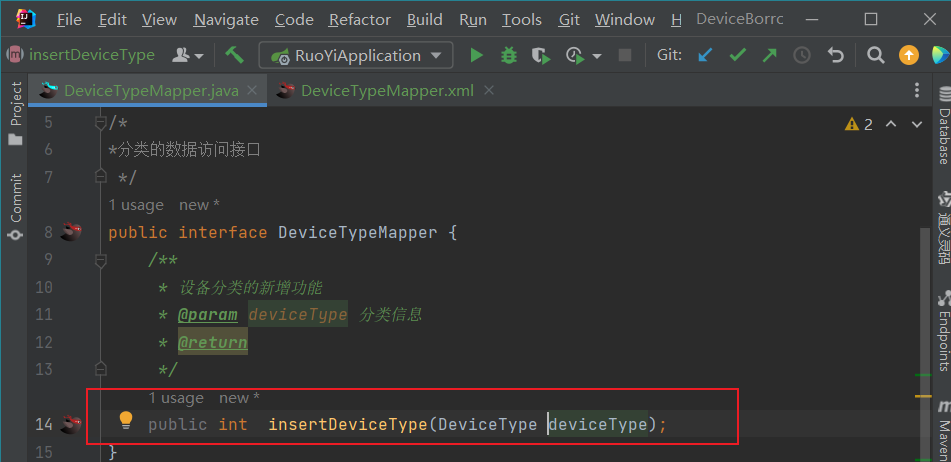 File Edit View Navigate Code Refactor Build Run Tools Git Window H DeviceBorrc
insertDeviceType RuoYiApplication Git:
DeviceTypeMapper.java DeviceTypeMapper.xml
Project
Commit
5 /*
2
6 *分类的数据访问接口
7 */
1 usage new *
8 public interface DeviceTypeMapper {
9 /**
10 * 设备分类的新增功能
11 * @param deviceType 分类信息
12 * @return
13 */
1 usage new *
14 public int insertDeviceType(DeviceType deviceType);
15 }
Database
通义灵码
Endpoints
Maven